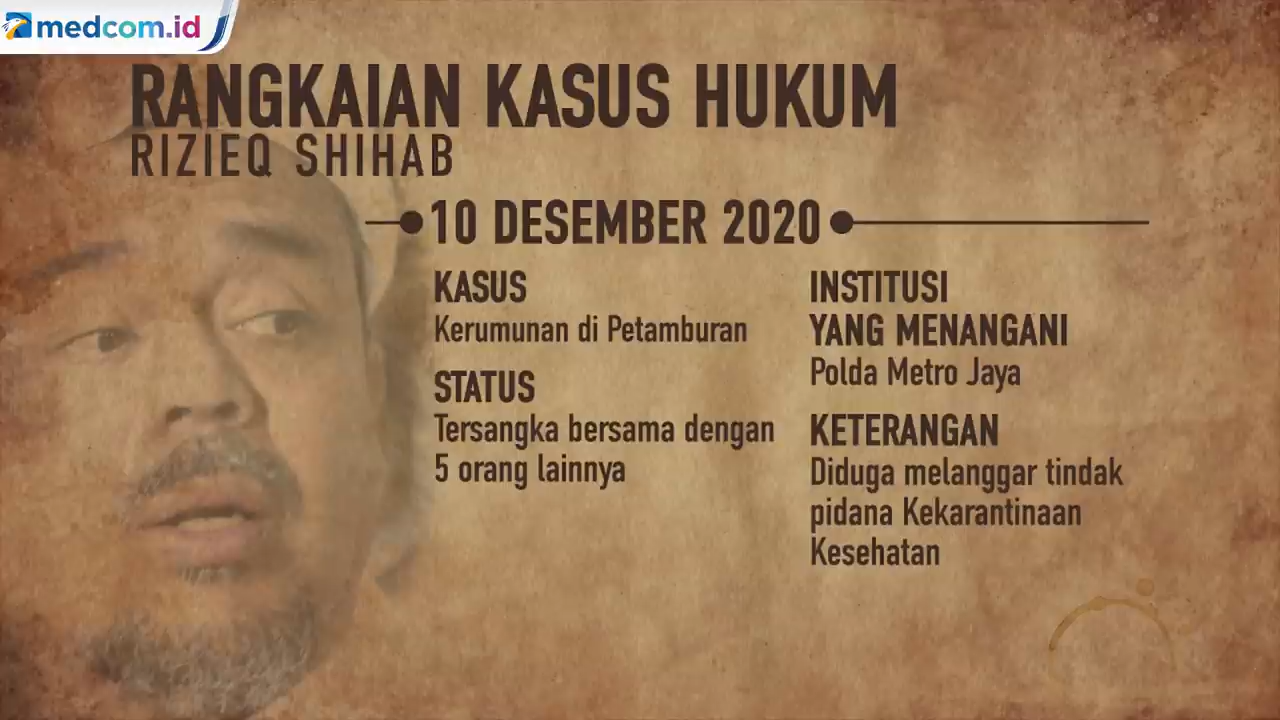 medcom.id
RANGKAIAN KASUS HUKUM
RIZIEQ SHIHAB
10 DESEMBER 2020
KASUS
Kerumunan di Petamburan
STATUS
Tersangka bersama dengan
5 orang lainnya
INSTITUSI
YANG MENANGANI
Polda Metro Jaya
KETERANGAN
Diduga melanggar tindak
pidana Kekarantinaan
Kesehatan